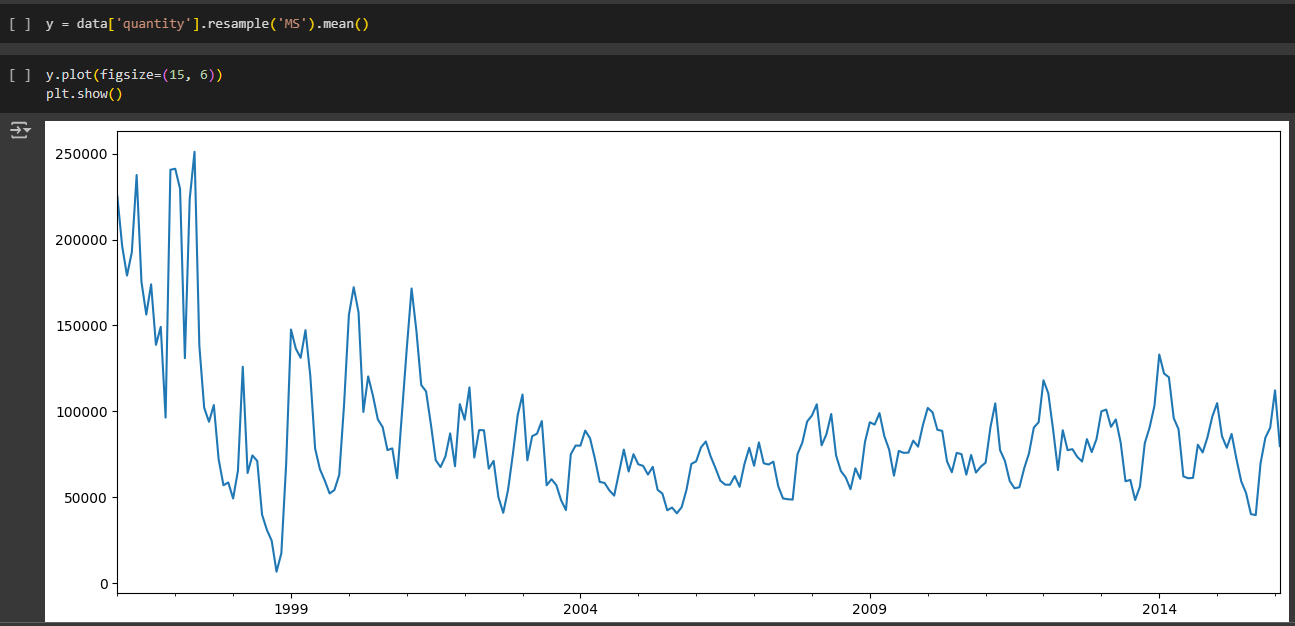 [ ] y = data['quantity'].resample('MS').mean()
[ ] y.plot(figsize=(15, 6))
plt.show()
250000
200000
150000
100000
50000
0
1999 2004 2009 2014